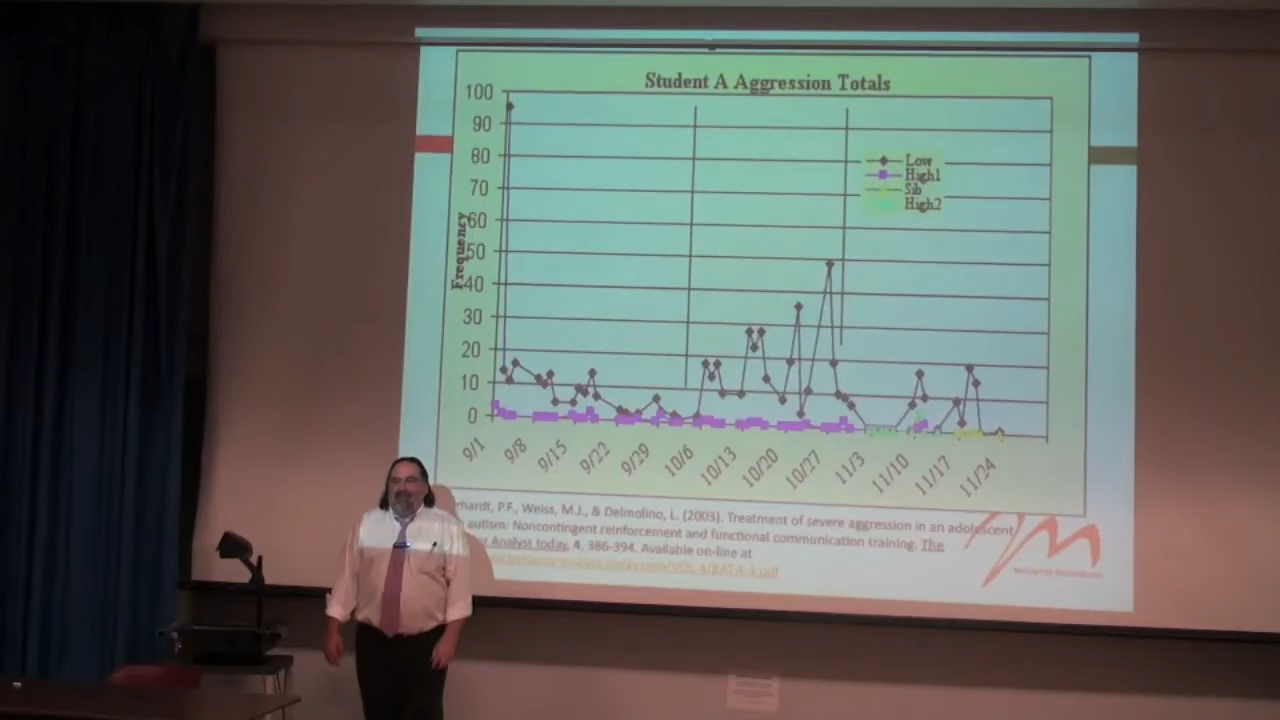 Student A Aggression Totals
100
90
80
70
60
50
40
30
20
10
0
Frequency
Low
High1
Sib
High2
9/1
9/8
9/15
9/22
9/29
10/6
10/13
10/20
10/27
11/3
11/10
11/17
11/24
rhardt, P.F., Weiss, M.J., & Delmolino, L. (2003). Treatment of severe aggression in an adolescent
autism: Noncontingent reinforcement and functional communication training. The
Analyst today, 4, 386-394. Available on-line at